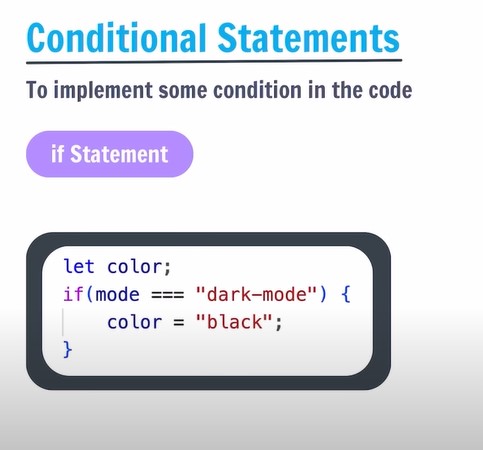 Conditional Statements
To implement some condition in the code
if Statement
let color;
if(mode === "dark-mode") {
    color = "black";
}